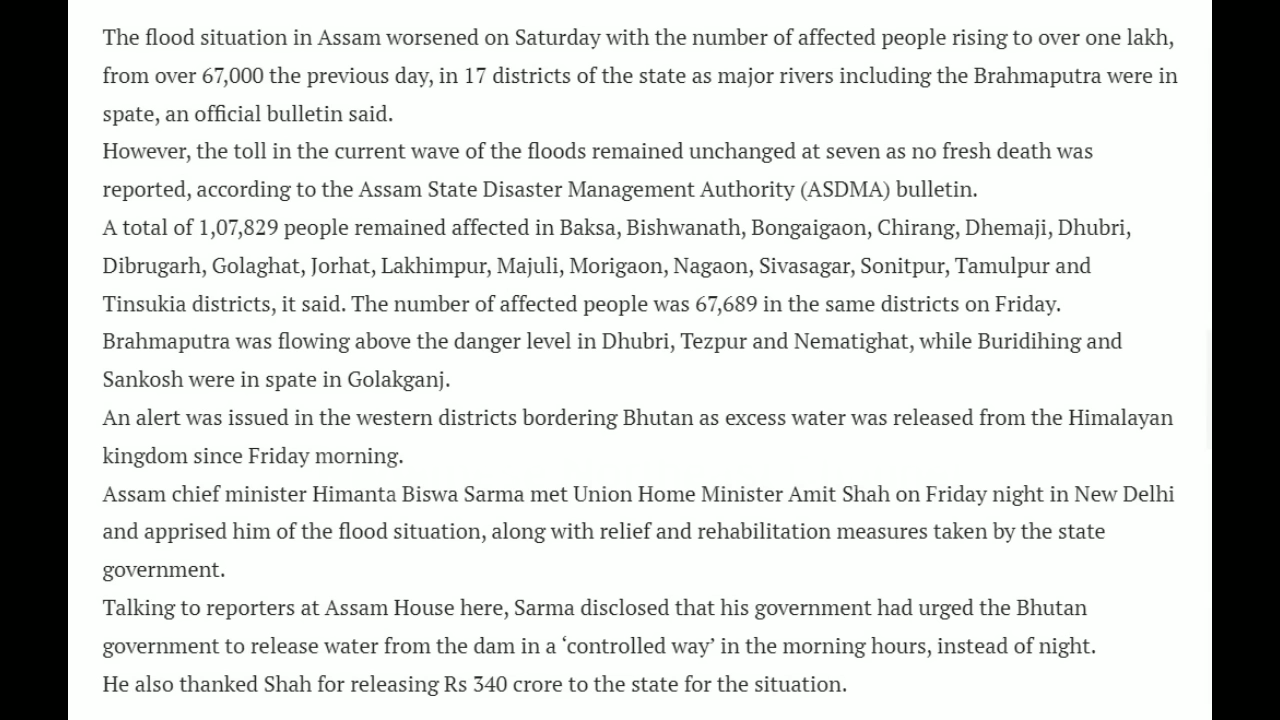 The flood situation in Assam worsened on Saturday with the number of affected people rising to over one lakh,
from over 67,000 the previous day, in 17 districts of the state as major rivers including the Brahmaputra were in
spate, an official bulletin said.
However, the toll in the current wave of the floods remained unchanged at seven as no fresh death was
reported, according to the Assam State Disaster Management Authority (ASDMA) bulletin.
A total of 1,07,829 people remained affected in Baksa, Bishwanath, Bongaigaon, Chirang, Dhemaji, Dhubri,
Dibrugarh, Golaghat, Jorhat, Lakhimpur, Majuli, Morigaon, Nagaon, Sivasagar, Sonitpur, Tamulpur and
Tinsukia districts, it said. The number of affected people was 67,689 in the same districts on Friday.
Brahmaputra was flowing above the danger level in Dhubri, Tezpur and Nematighat, while Buridihing and
Sankosh were in spate in Golakganj.
An alert was issued in the western districts bordering Bhutan as excess water was released from the Himalayan
kingdom since Friday morning.
Assam chief minister Himanta Biswa Sarma met Union Home Minister Amit Shah on Friday night in New Delhi
and apprised him of the flood situation, along with relief and rehabilitation measures taken by the state
government.
Talking to reporters at Assam House here, Sarma disclosed that his government had urged the Bhutan
government to release water from the dam in a ‘controlled way’ in the morning hours, instead of night.
He also thanked Shah for releasing Rs 340 crore to the state for the situation.